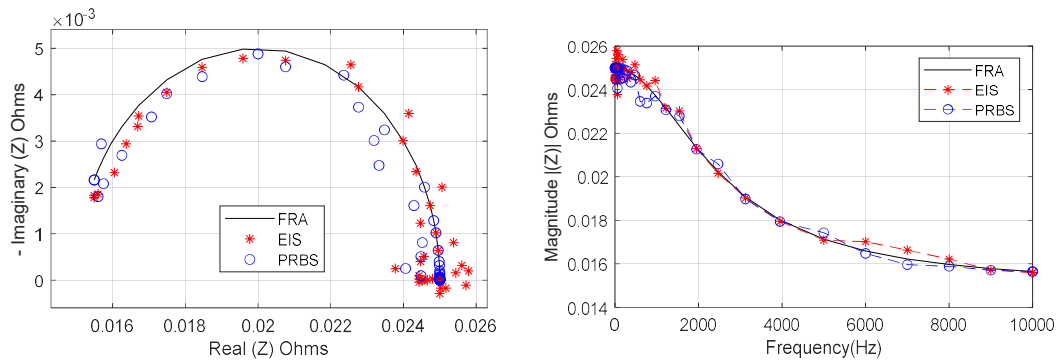 ×10⁻³
5
4
3
2
1
0
- Iminary (Z) Ohms
0.016
0.018
0.02
0.022
0.024
0.026
Real (Z) Ohms
FRA
EIS
PRBS
0.026
0.024
0.022
0.02
0.018
0.016
0.014
Magnitude |(Z)| Ohms
0
2000
4000
6000
8000
10000
Frequency(Hz)
FRA
EIS
PRBS